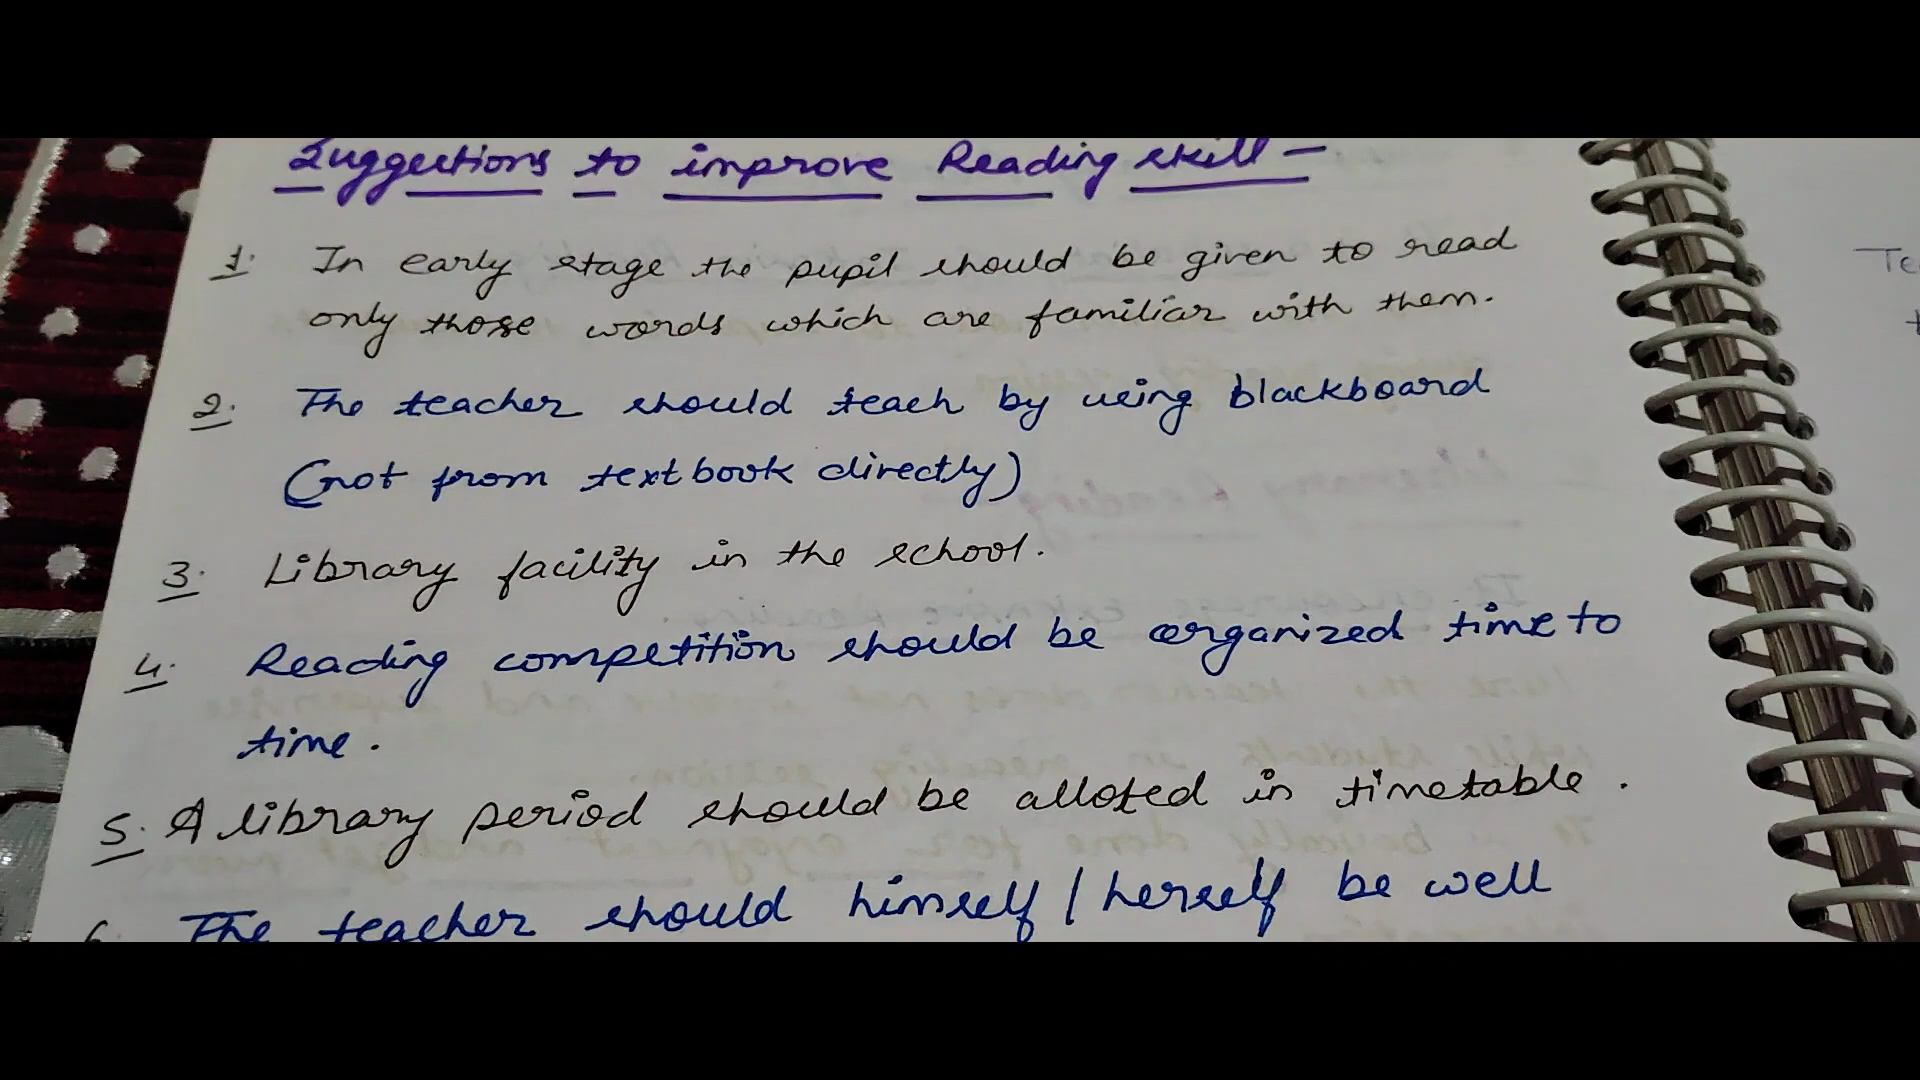 Suggestions to improve Reading skill -
1. In early stage the pupil should be given to read
only those words which are familiar with them.
2. The teacher should teach by using blackboard
(not from textbook directly)
3. Library facility in the school.
4. Reading competition should be organized time to
time.
5. A library period should be alloted in timetable.
6. The teacher should himself / herself be well